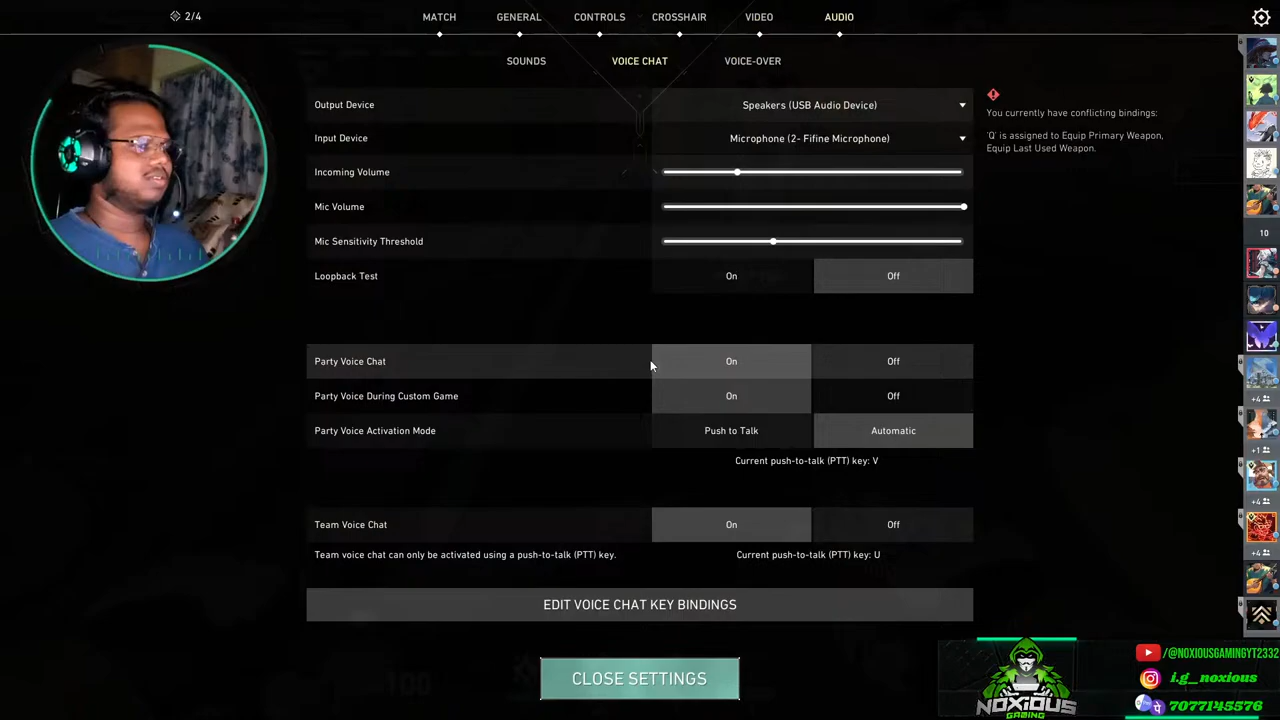 2/4
MATCH GENERAL CONTROLS CROSSHAIR VIDEO AUDIO
SOUNDS VOICE CHAT VOICE-OVER
Output Device Speakers (USB Audio Device)
Input Device Microphone (2- Fifine Microphone)
Incoming Volume
Mic Volume
Mic Sensitivity Threshold
Loopback Test On Off
You currently have conflicting bindings:
'Q' is assigned to Equip Primary Weapon,
Equip Last Used Weapon.
Party Voice Chat On Off
Party Voice During Custom Game On Off
Party Voice Activation Mode Push to Talk Automatic
Current push-to-talk (PTT) key: V
Team Voice Chat On Off
Team voice chat can only be activated using a push-to-talk (PTT) key. Current push-to-talk (PTT) key: U
EDIT VOICE CHAT KEY BINDINGS
CLOSE SETTINGS
10
+4
+1
+4
+4
NOXIOUS
GAMING
/@NOXIOUSGAMINGYT2332
i.g_noxious
7077145576